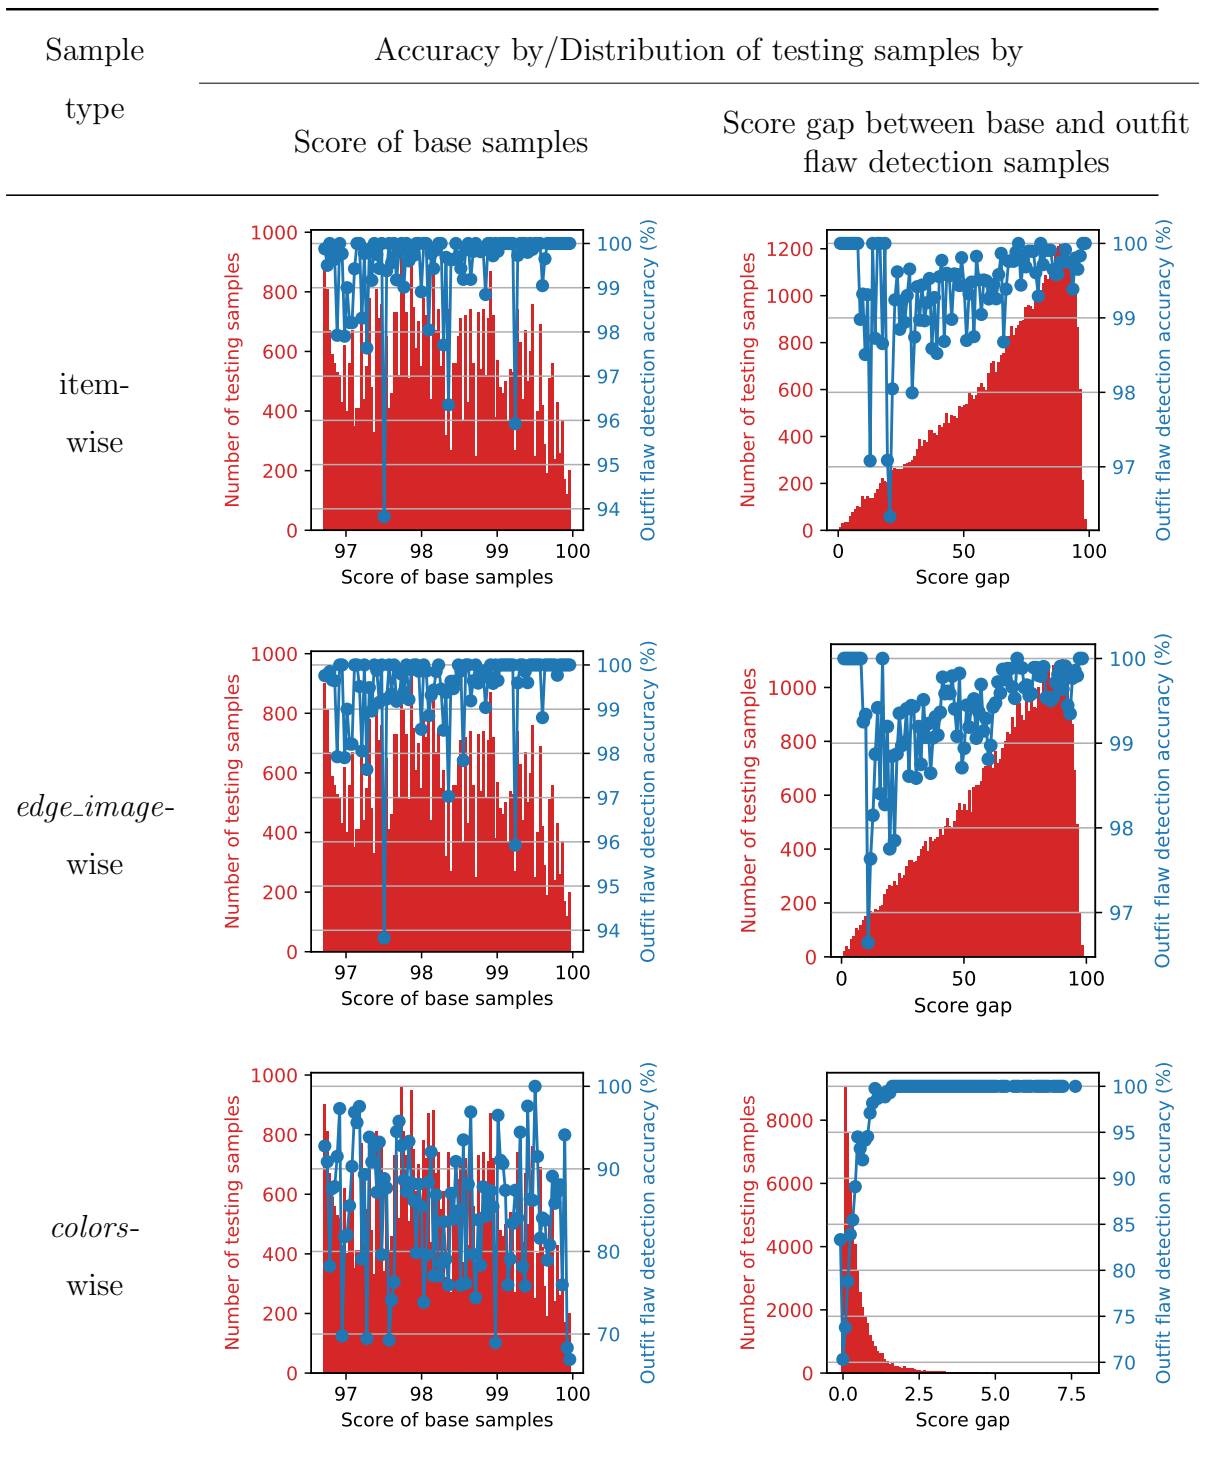 Sample
type
Accuracy by/Distribution of testing samples by
Score of base samples
Score gap between base and outfit
flaw detection samples
item-
wise
Number of testing samples
1000
800
600
400
200
0
97 98 99 100
Score of base samples
100
99
98
97
96
95
94
Outfit flaw detection accuracy (%)
Number of testing samples
1200
1000
800
600
400
200
0
0 50 100
Score gap
100
99
98
97
Outfit flaw detection accuracy (%)
edge_image-
wise
Number of testing samples
1000
800
600
400
200
0
97 98 99 100
Score of base samples
100
99
98
97
96
95
94
Outfit flaw detection accuracy (%)
Number of testing samples
1000
800
600
400
200
0
0 50 100
Score gap
100
99
98
97
Outfit flaw detection accuracy (%)
colors-
wise
Number of testing samples
1000
800
600
400
200
0
97 98 99 100
Score of base samples
100
90
80
70
Outfit flaw detection accuracy (%)
Number of testing samples
8000
6000
4000
2000
0
0.0 2.5 5.0 7.5
Score gap
100
95
90
85
80
75
70
Outfit flaw detection accuracy (%)